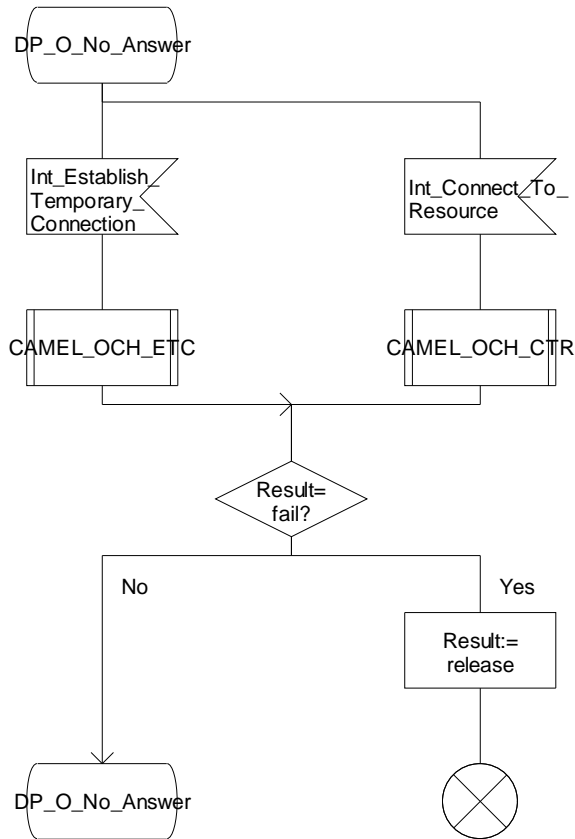 DP_O_No_Answer
Int_Establish_
Temporary_
Connection
Int_Connect_To_
Resource
CAMEL_OCH_ETC
CAMEL_OCH_CTR
Result=
fail?
No
Yes
Result:=
release
DP_O_No_Answer